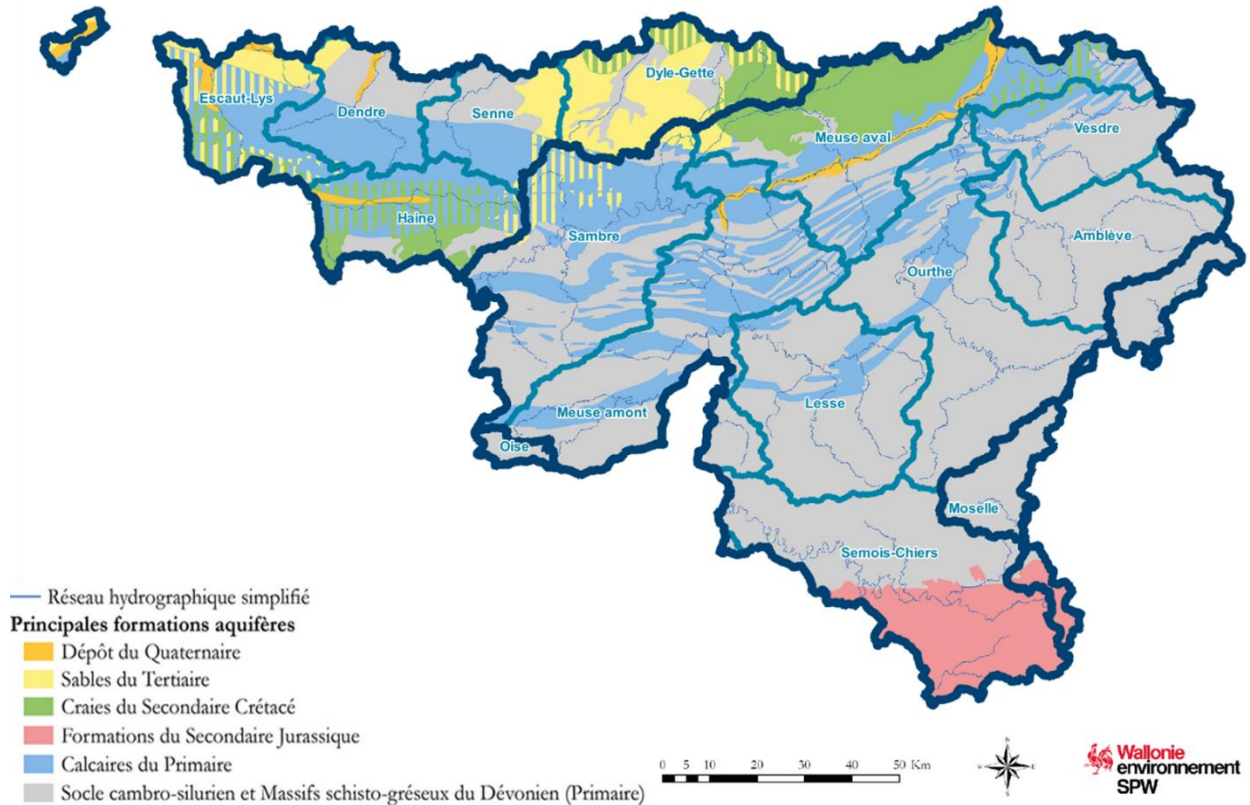 Escaut-Lys
Dendre
Senne
Dyle-Gette
Meuse aval
Vesdre
Haine
Sambre
Amblève
Ourthe
Meuse amont
Lesse
Oise
Moselle
Semois-Chiers
Réseau hydrographique simplifié
Principales formations aquifères
Dépôt du Quaternaire
Sables du Tertiaire
Craies du Secondaire Crétacé
Formations du Secondaire Jurassique
Calcaires du Primaire
Socle cambro-silurien et Massifs schisto-gréseux du Dévonien (Primaire)
0 5 10 20 30 40 50 Km
N
Wallonie
environnement
SPW